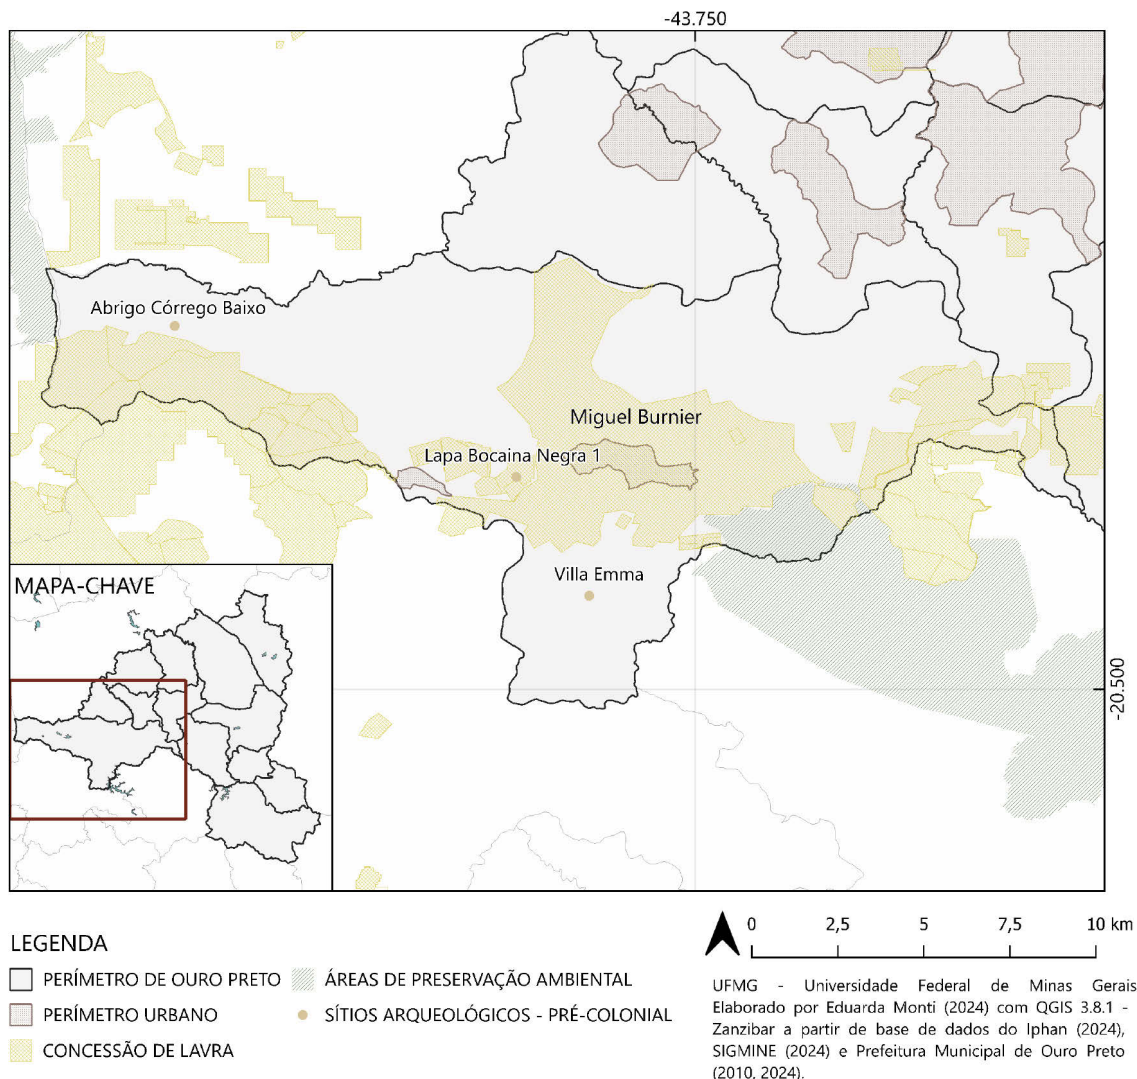 -43.750
Abrigo Córrego Baixo
Miguel Burnier
Lapa Bocaina Negra 1
Villa Emma
-20.500
MAPA-CHAVE
0 2,5 5 7,5 10 km
LEGENDA
PERÍMETRO DE OURO PRETO
ÁREAS DE PRESERVAÇÃO AMBIENTAL
PERÍMETRO URBANO
SÍTIOS ARQUEOLÓGICOS - PRÉ-COLONIAL
CONCESSÃO DE LAVRA
UFMG - Universidade Federal de Minas Gerais
Elaborado por Eduarda Monti (2024) com QGIS 3.8.1 -
Zanzibar a partir de base de dados do Iphan (2024),
SIGMINE (2024) e Prefeitura Municipal de Ouro Preto
(2010, 2024).